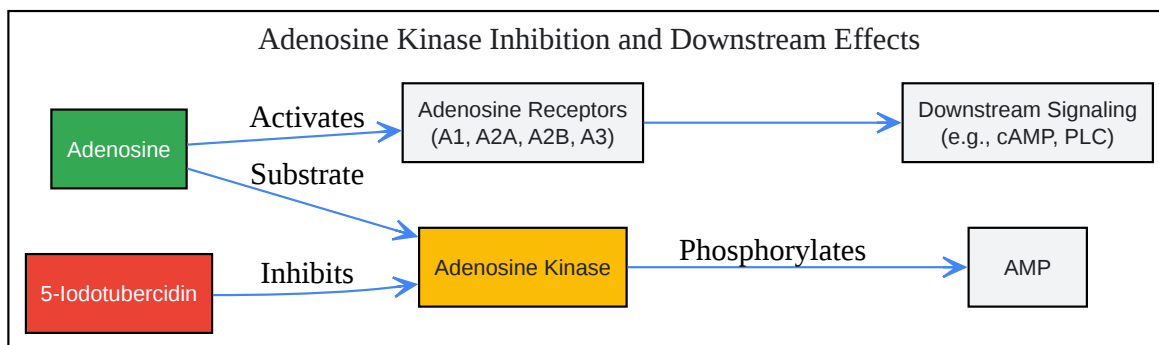 Adenosine Kinase Inhibition and Downstream Effects
Activates
Adenosine Receptors
(A1, A2A, A2B, A3)
Downstream Signaling
(e.g., cAMP, PLC)
Adenosine
Substrate
Adenosine Kinase
Phosphorylates
AMP
Inhibits
5-Iodotubercidin